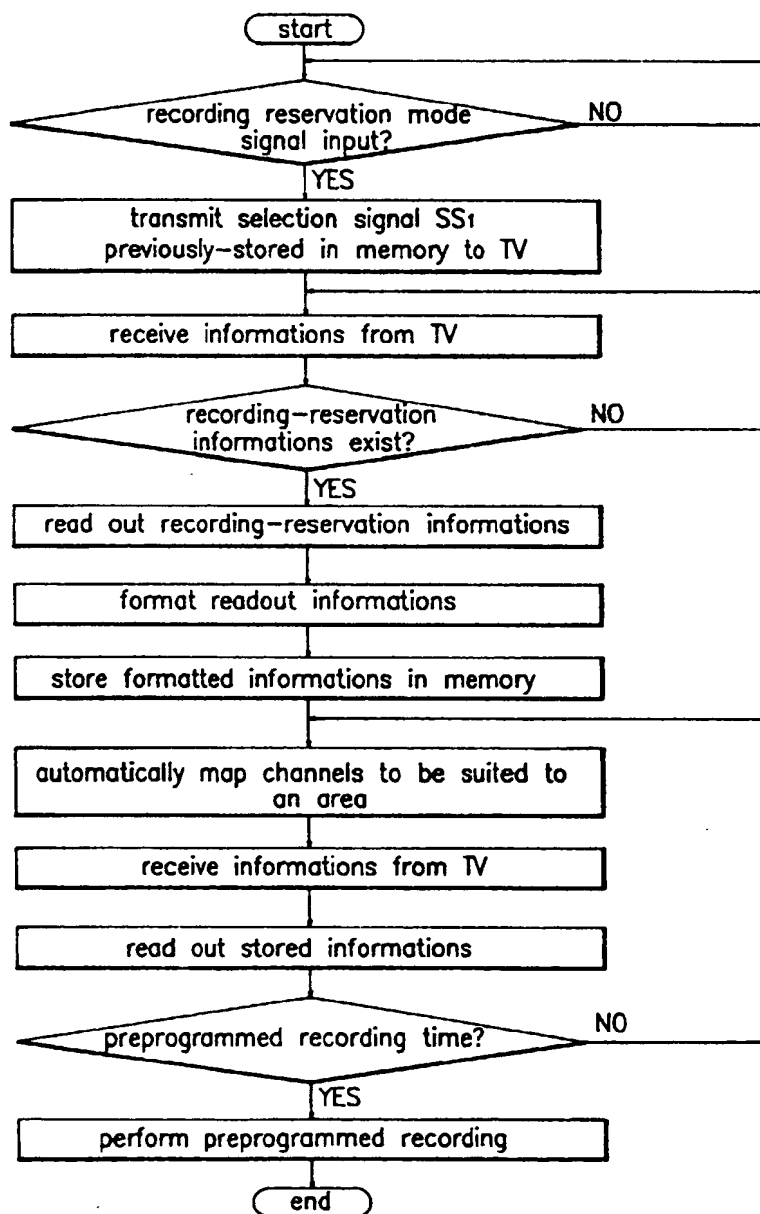 start
recording reservation mode
signal input?
NO
YES
transmit selection signal SS1
previously-stored in memory to TV
receive informations from TV
recording-reservation
informations exist?
NO
YES
read out recording-reservation informations
format readout informations
store formatted informations in memory
automatically map channels to be suited to
an area
receive informations from TV
read out stored informations
preprogrammed recording time?
NO
YES
perform preprogrammed recording
end